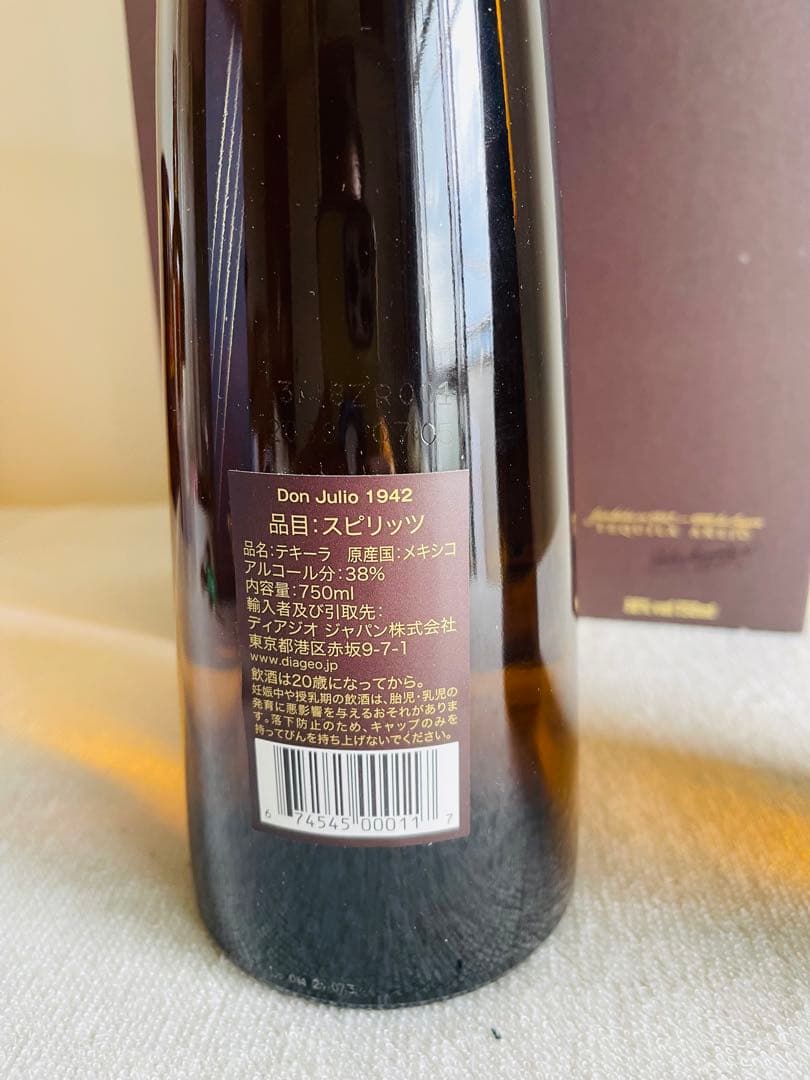 Don Julio 1942
品目:スピリッツ
品名:テキーラ 原産国:メキシコ
アルコール分:38%
内容量:750ml
輸入者及び引取先:
ディアジオ ジャパン株式会社
東京都港区赤坂9-7-1
www.diageo.jp
飲酒は20歳になってから。
妊娠中や授乳期の飲酒は、胎児・乳児の
発育に悪影響を与えるおそれがありま
す。落下防止のため、キャップのみを
持ってびんを持ち上げないでください。
6 74545 00011 7
TEQUILA AÑEJO